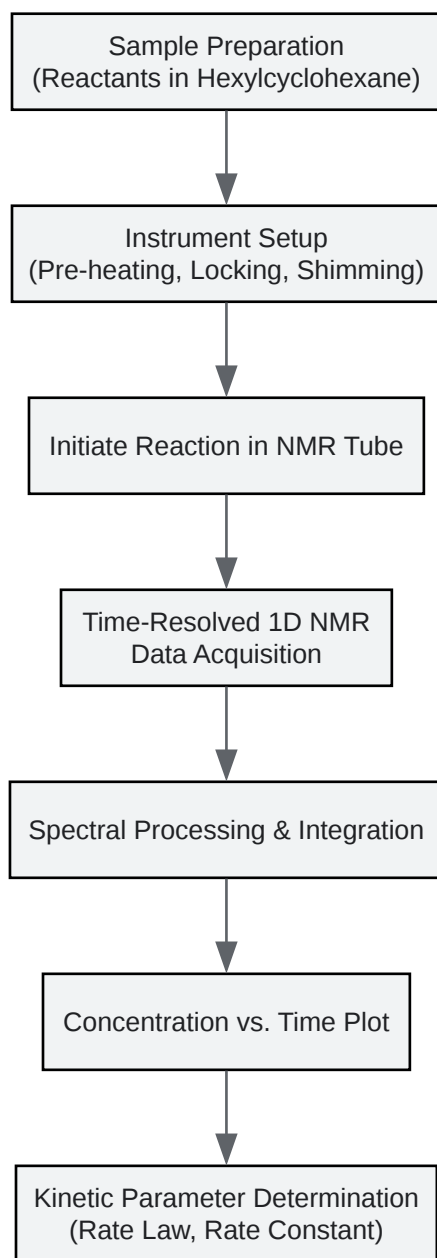 Sample Preparation
(Reactants in Hexylcyclohexane)
Instrument Setup
(Pre-heating, Locking, Shimming)
Initiate Reaction in NMR Tube
Time-Resolved 1D NMR
Data Acquisition
Spectral Processing & Integration
Concentration vs. Time Plot
Kinetic Parameter Determination
(Rate Law, Rate Constant)